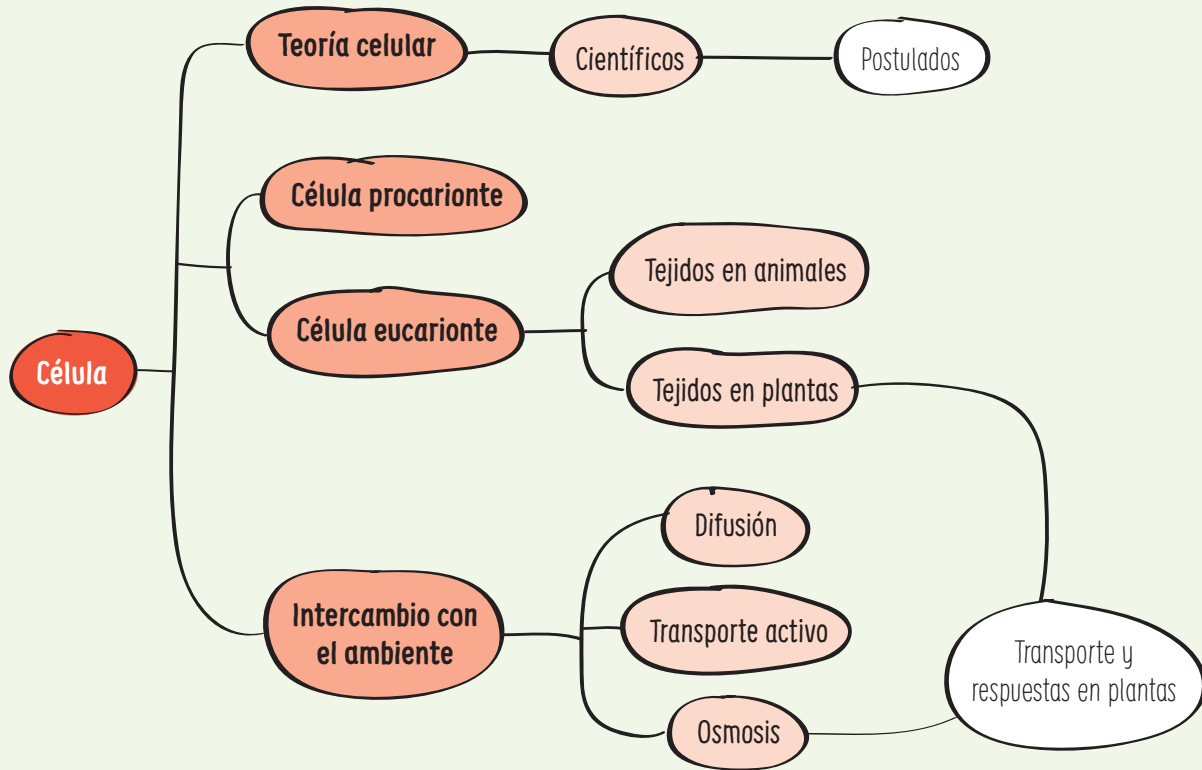 Teoría celular
Científicos
Postulados
Célula procarionte
Tejidos en animales
Célula eucarionte
Célula
Tejidos en plantas
Difusión
Intercambio con
el ambiente
Transporte activo
Transporte y
respuestas en plantas
Osmosis